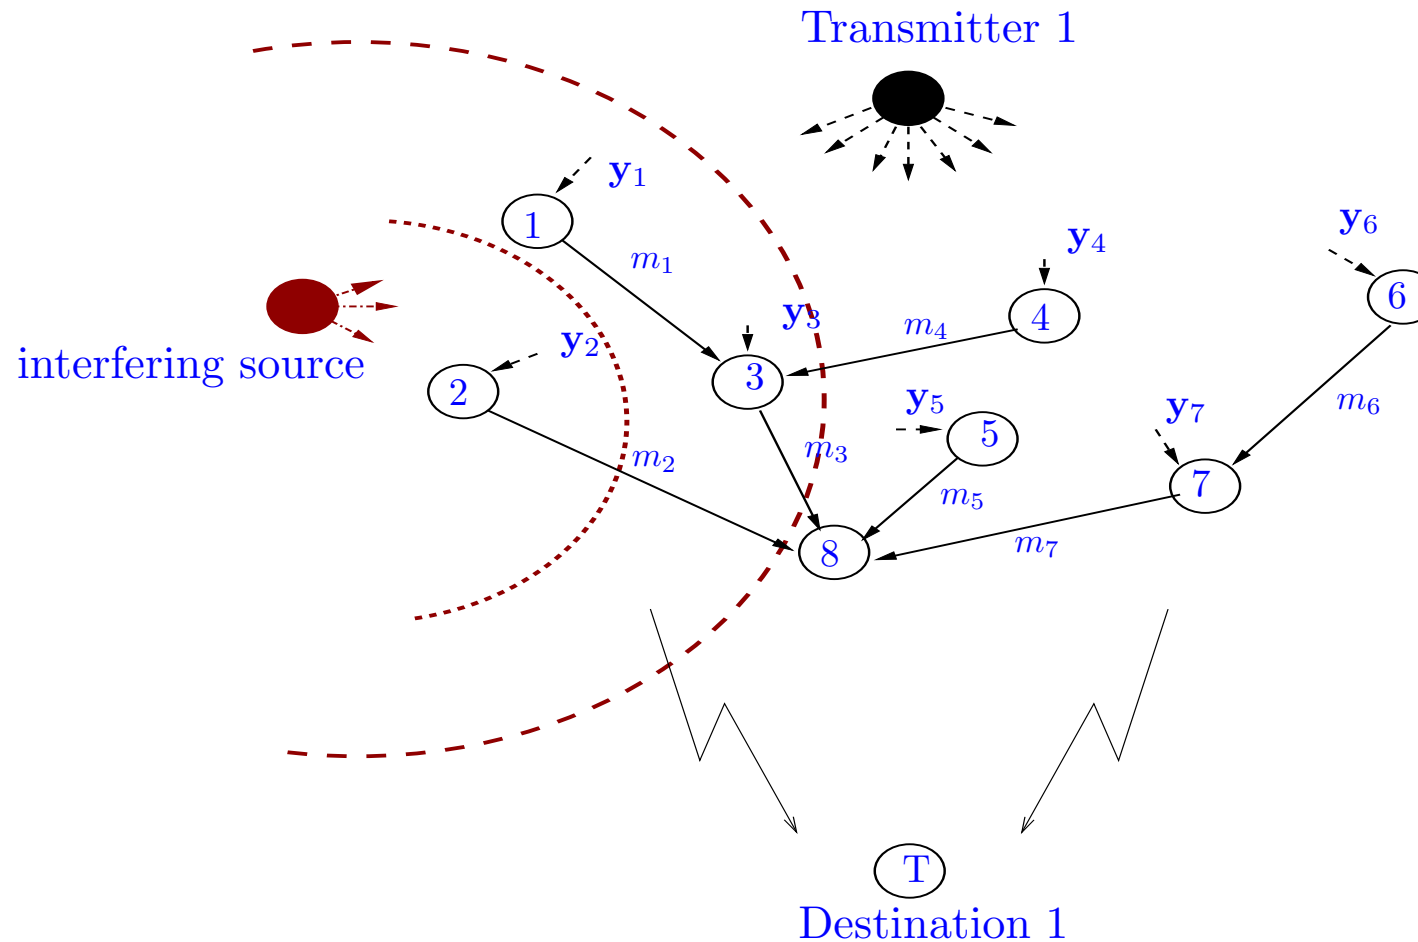 Transmitter 1
y₁
1
m₁
y₆
y₄
6
4
y₃
m₄
interfering source
y₂
2
3
m₆
y₅
y₇
5
m₃
m₂
7
m₅
m₇
8
T
Destination 1